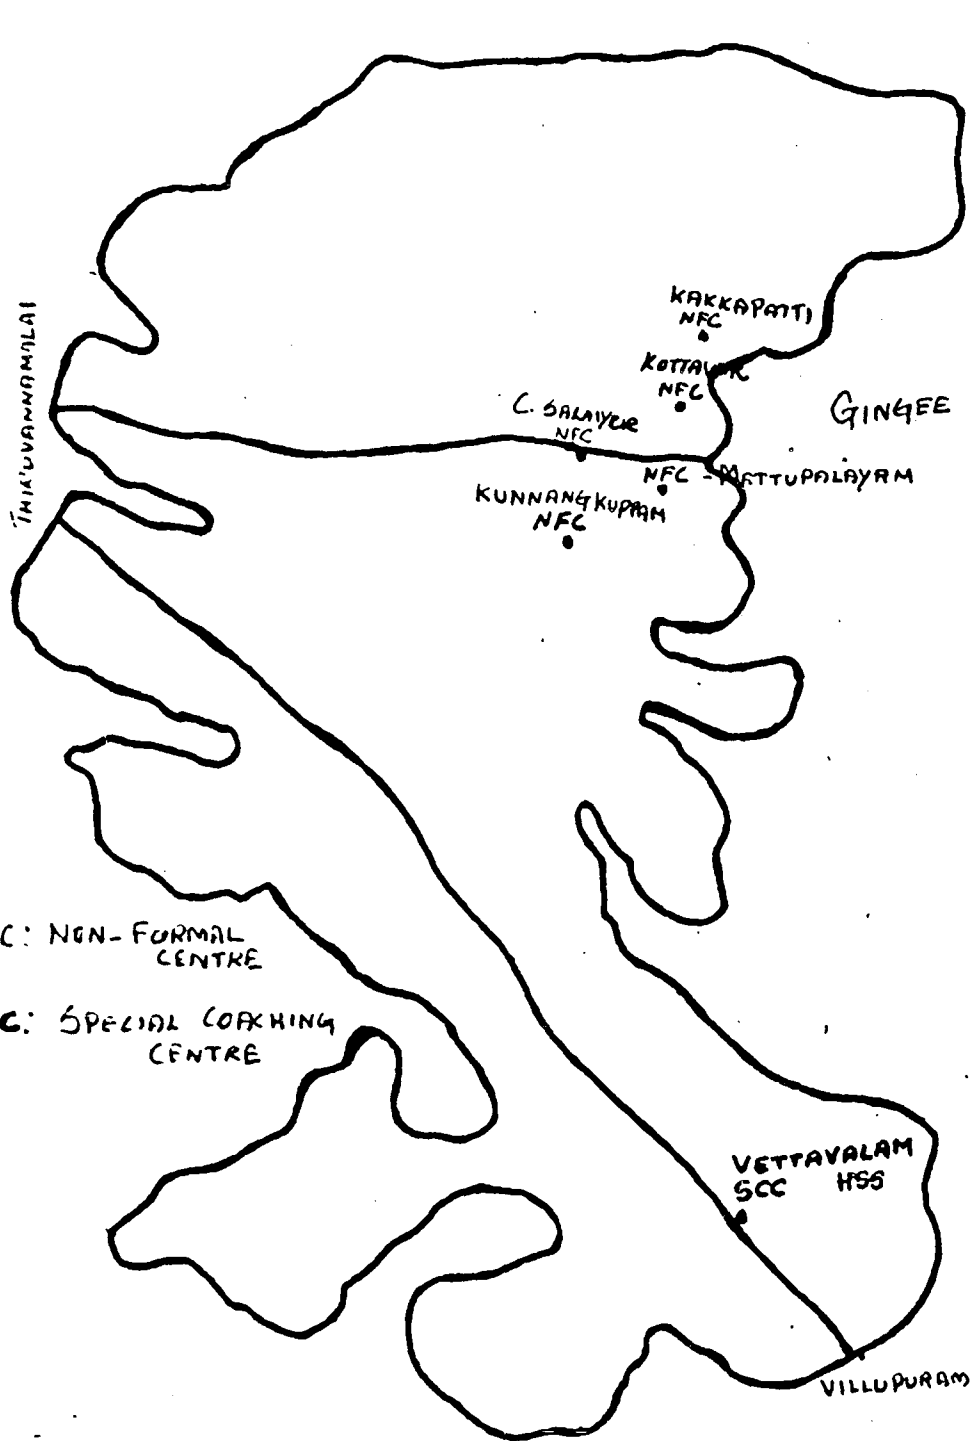 THIRUVANNAMALAI
KAKKAPATTI
NFC
KOTTAVUR
NFC
GINGEE
C. SALAIYUR
NFC
NFC - METTUPALAYAM
KUNNANGKUPPAM
NFC
C: NON-FORMAL
CENTRE
C: SPECIAL COACHING
CENTRE
VETTAVALAM
SCC HSS
VILLUPURAM